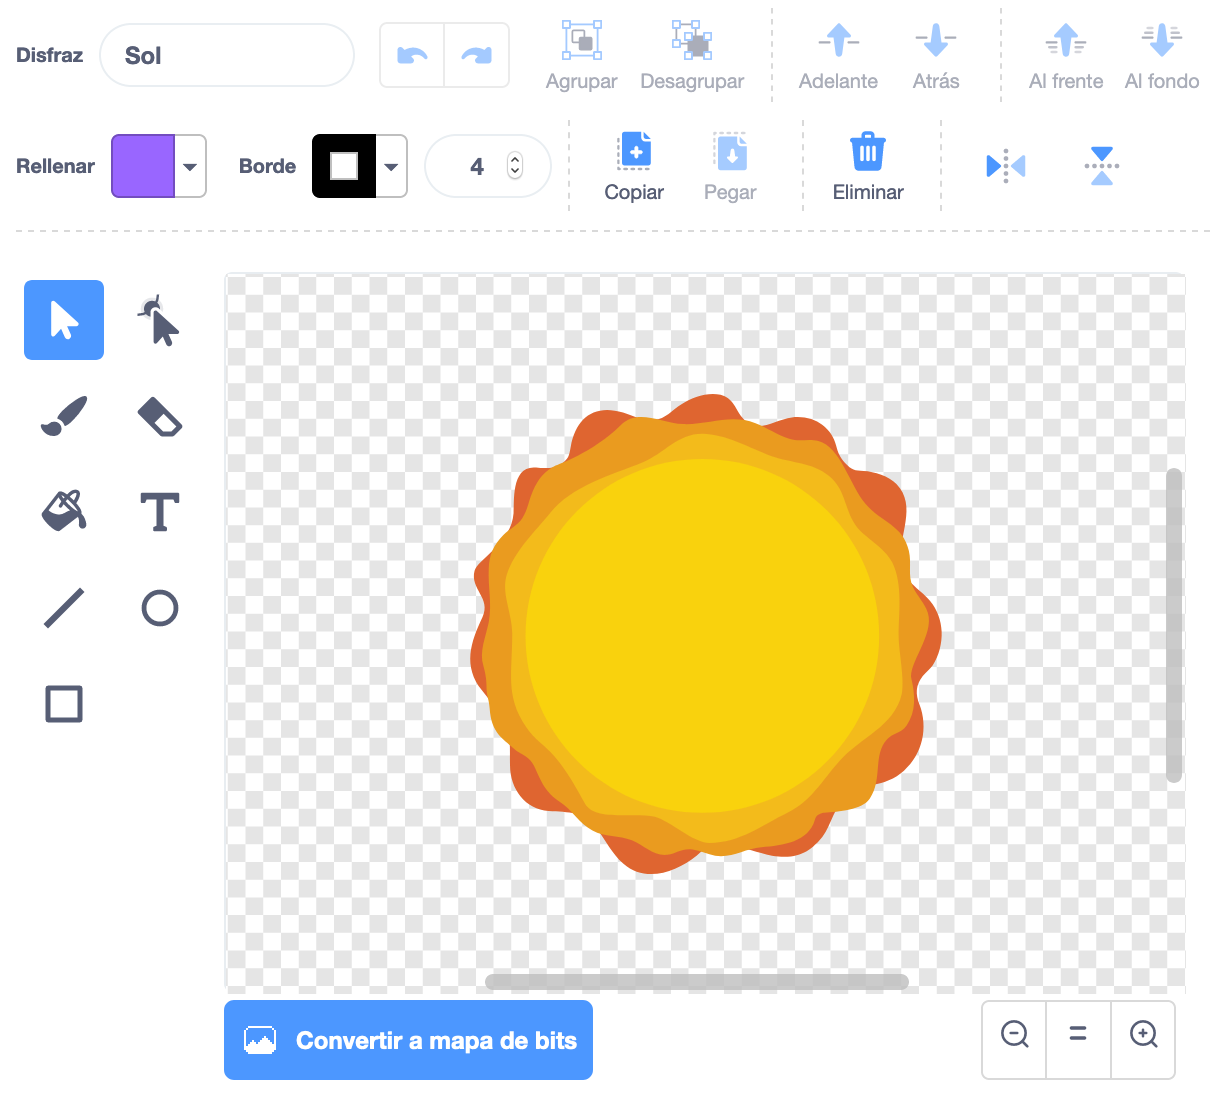 Disfraz
Sol
Agrupar
Desagrupar
Adelante
Atrás
Al frente
Al fondo
Rellenar
Borde
4
Copiar
Pegar
Eliminar
Convertir a mapa de bits